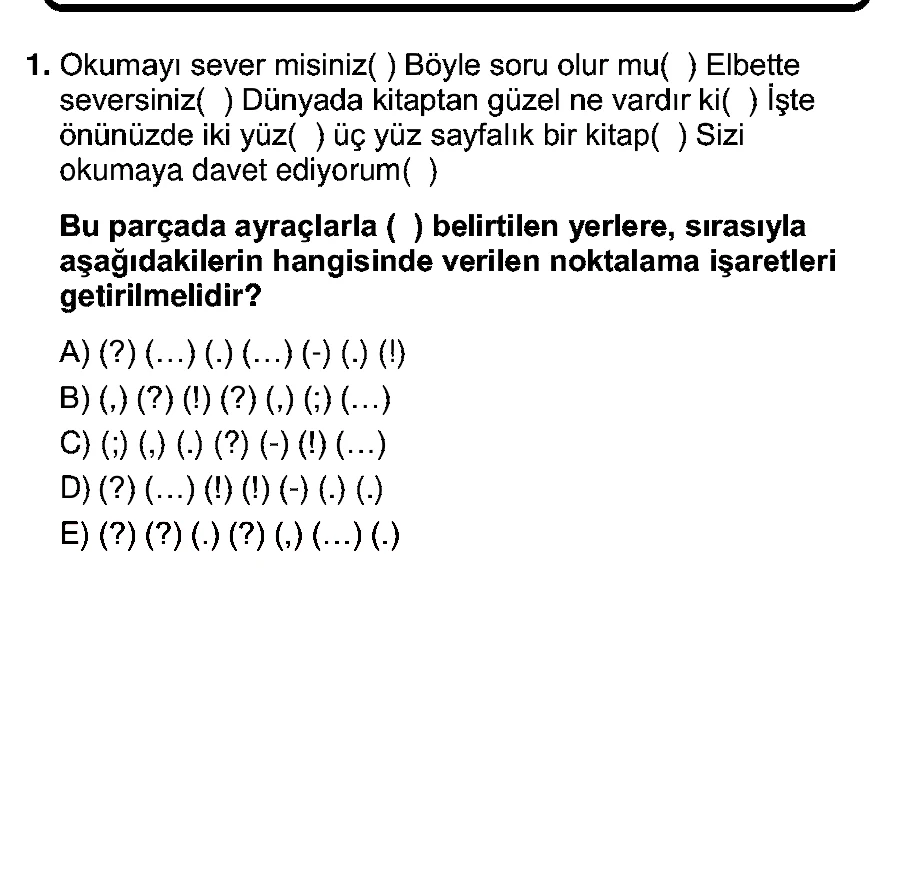 1. Okumayı sever misiniz( ) Böyle soru olur mu( ) Elbette
seversiniz( ) Dünyada kitaptan güzel ne vardır ki( ) İşte
önünüzde iki yüz( ) üç yüz sayfalık bir kitap( ) Sizi
okumaya davet ediyorum( )
Bu parçada ayraçlarla ( ) belirtilen yerlere, sırasıyla
aşağıdakilerin hangisinde verilen noktalama işaretleri
getirilmelidir?
A) (?) (...) (.) (...) (-) (.) (!)
B) (,) (?) (!) (?) (,) (;) (...)
C) (;) (,) (.) (?) (-) (!) (...)
D) (?) (...) (!) (!) (-) (.) (.)
E) (?) (?) (.) (?) (,) (...) (.)